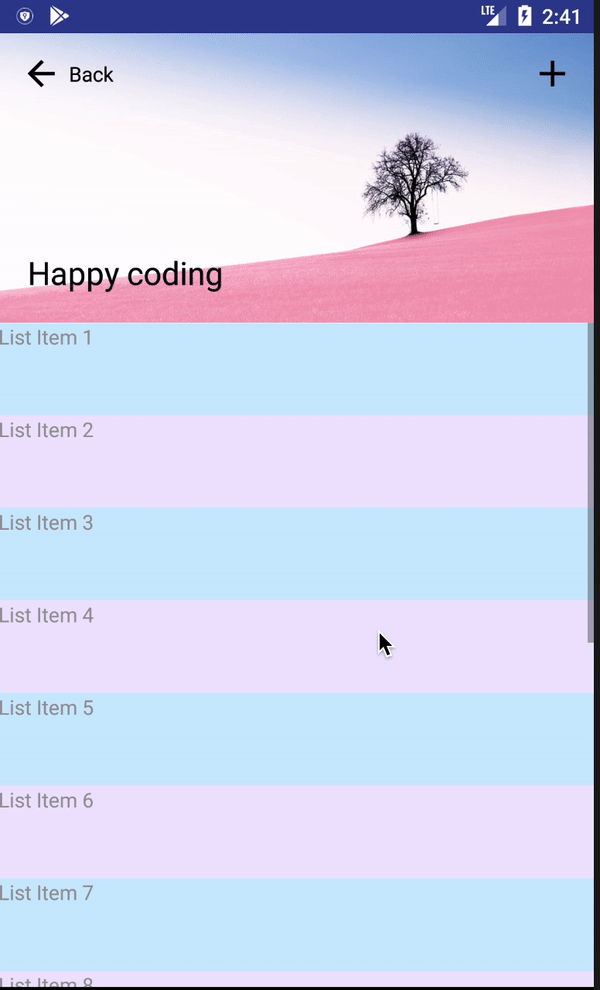 LTE 2:41
Back
Happy coding
List Item 1
List Item 2
List Item 3
List Item 4
List Item 5
List Item 6
List Item 7
List Item 8